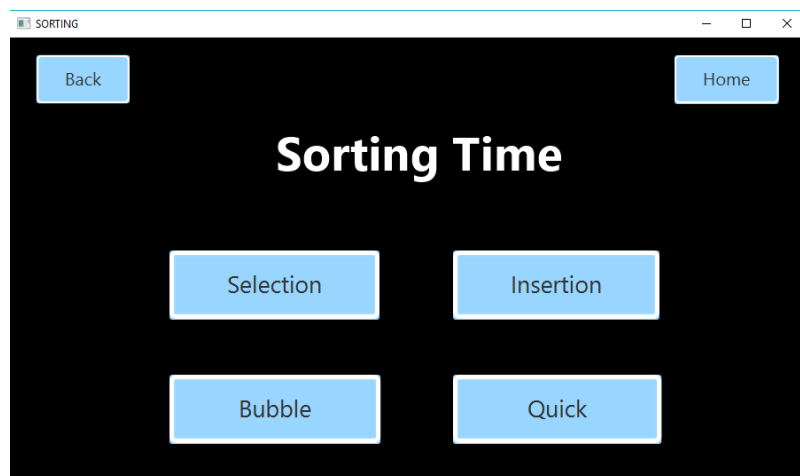 SORTING
Back Home
Sorting Time
Selection Insertion
Bubble Quick